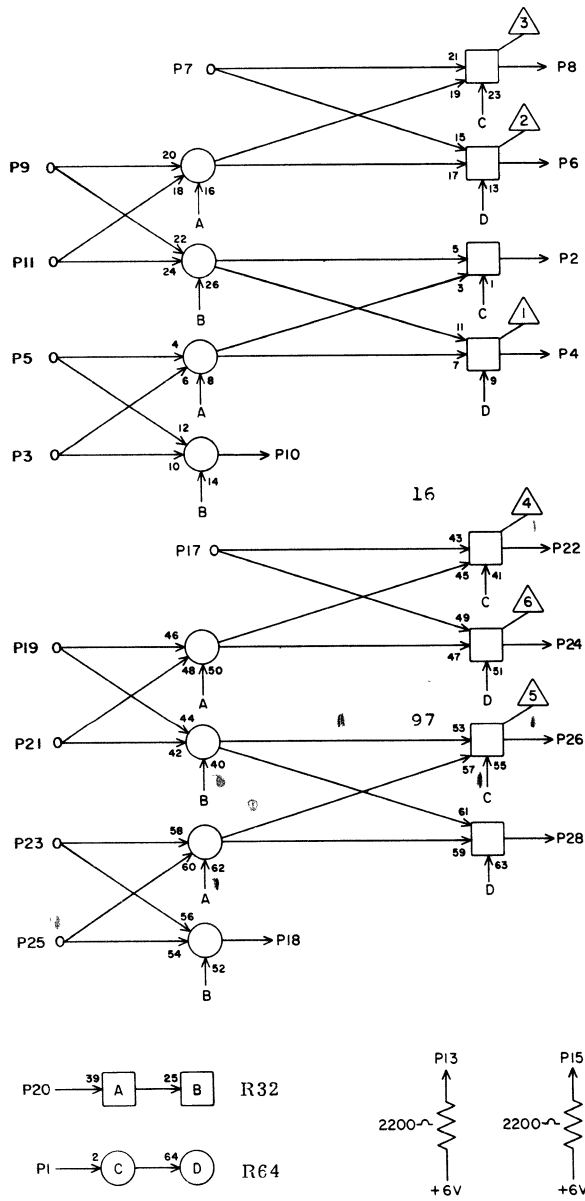 3
21
P7 P8
19 23
C
2
20 15
P9 P6
18 16 17 13
A D
22 5
P11 P2
24 26 3 1
B C
1
4 11
P5 P4
6 8 7 9
A D
12
P3 P10
10 14
B
16
4
43
P17 P22
45 41
C
6
46 49
P19 P24
48 50 47 51
A D
5
44 97 53
P21 P26
42 40 57 55
B C
58 61
P23 P28
60 62 59 63
A D
56
P25 P18
54 52
B
P13 P15
39 25
P20 A B R32
2200 2200
2 64
P1 C D R64
+6V +6V